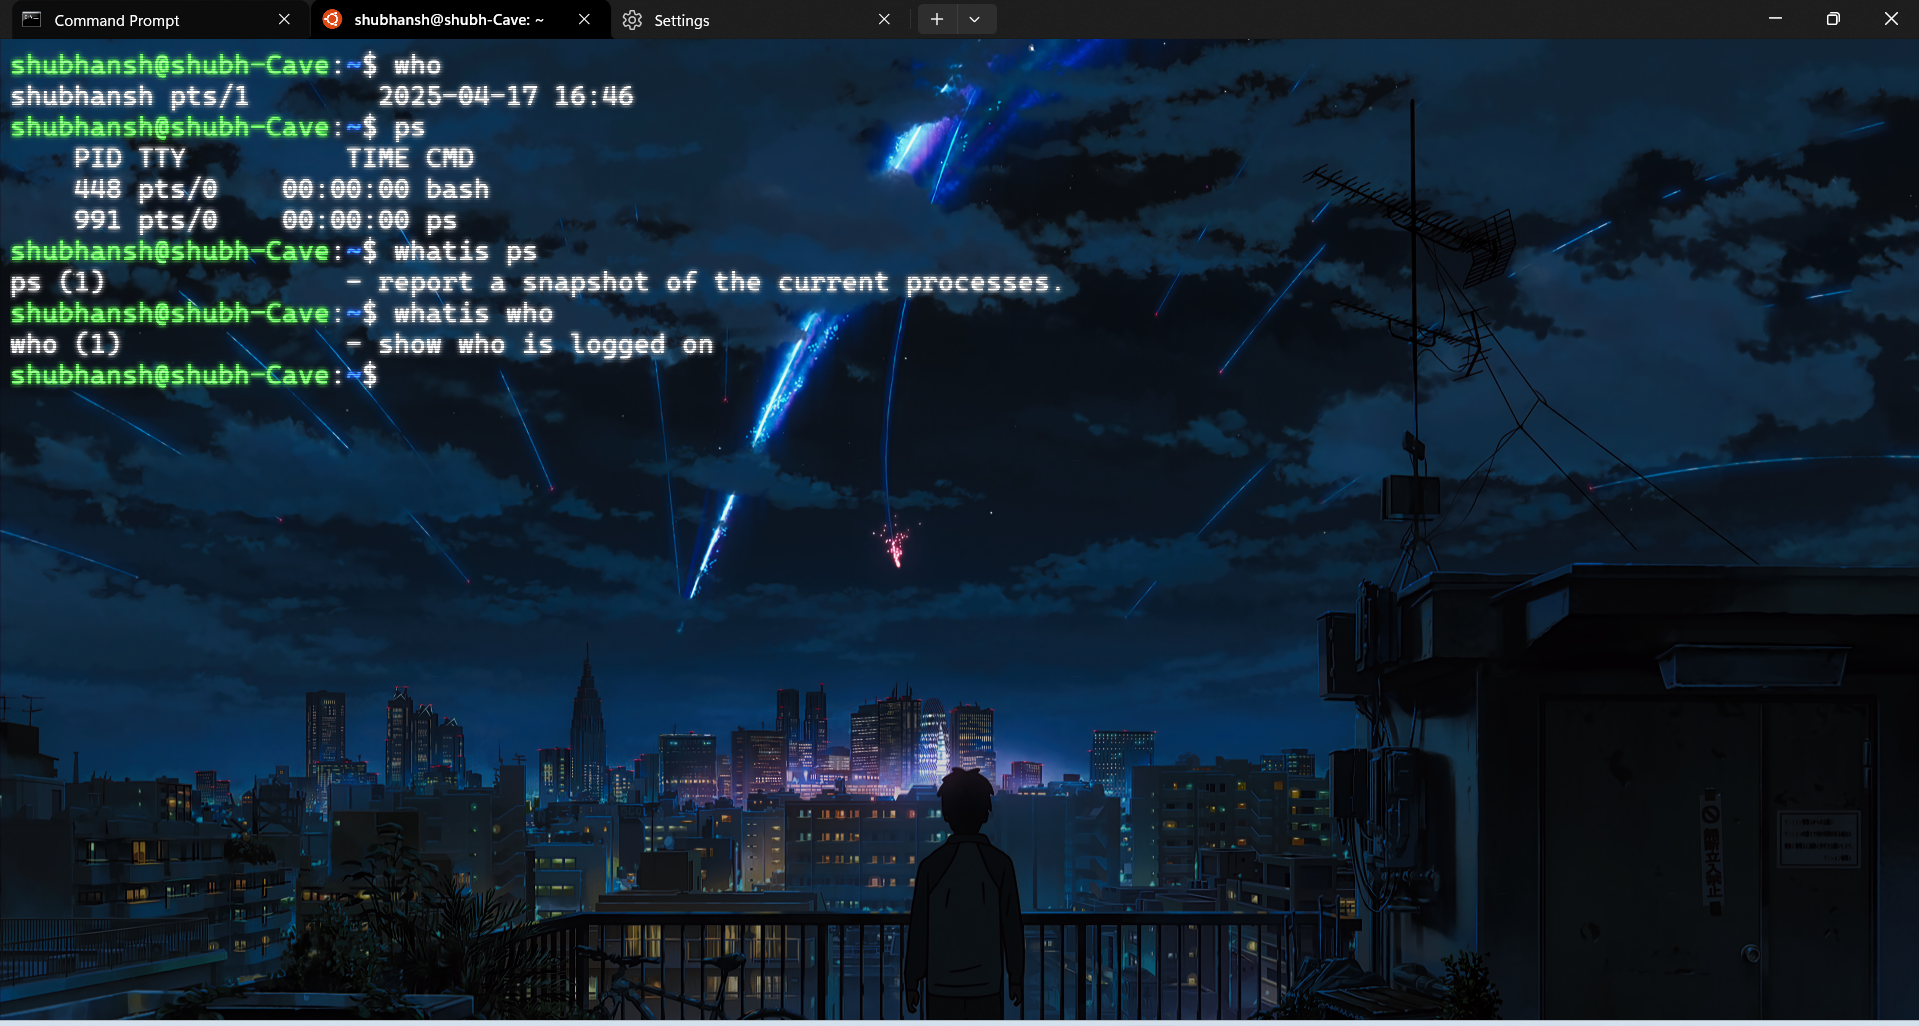 Command Prompt
shubhansh@shubh-Cave: ~
Settings
shubhansh@shubh-Cave:~$ who
shubhansh pts/1        2025-04-17 16:46
shubhansh@shubh-Cave:~$ ps
    PID TTY          TIME CMD
    448 pts/0    00:00:00 bash
    991 pts/0    00:00:00 ps
shubhansh@shubh-Cave:~$ whatis ps
ps (1)               - report a snapshot of the current processes.
shubhansh@shubh-Cave:~$ whatis who
who (1)              - show who is logged on
shubhansh@shubh-Cave:~$